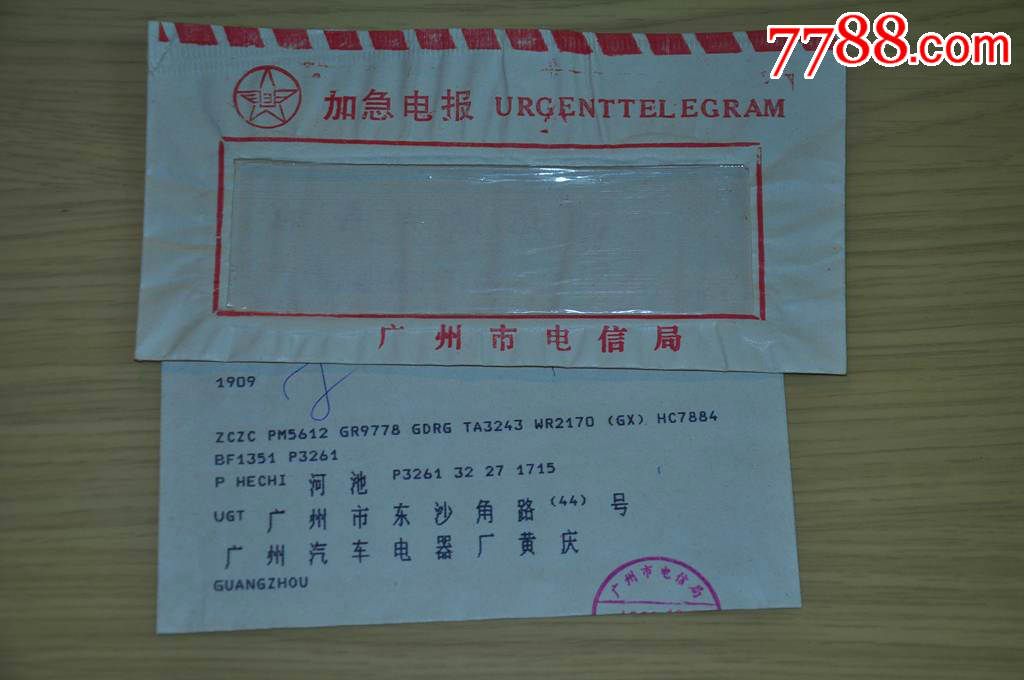 7788.com
加急电报 URGENTTELEGRAM
广州市电信局
1909
ZCZC PM5612 GR9778 GDRG TA3243 WR2170 (GX) HC7884
BF1351 P3261
P HECHI 河池 P3261 32 27 1715
UGT 广州市东沙角路(44)号
广州汽车电器厂黄庆
GUANGZHOU
广州市电信局